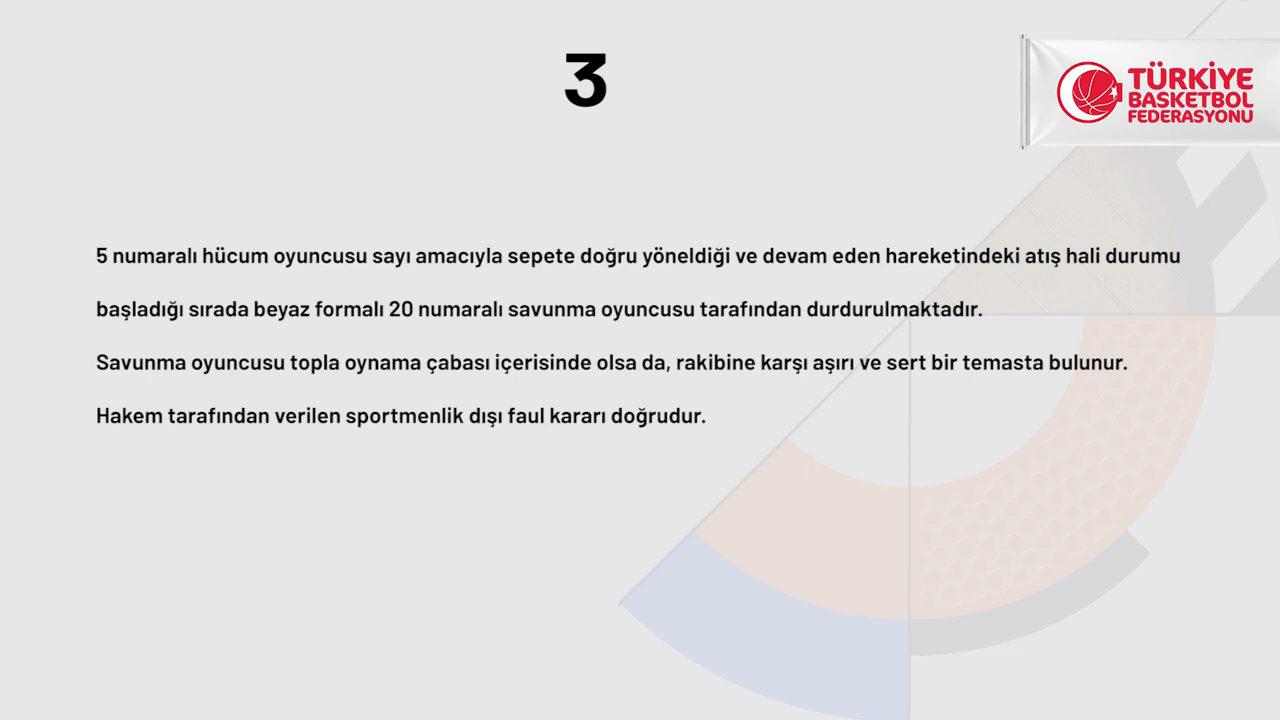 3
TÜRKİYE
BASKETBOL
FEDERASYONU
5 numaralı hücum oyuncusu sayı amacıyla sepete doğru yöneldiği ve devam eden hareketindeki atış hali durumu
başladığı sırada beyaz formalı 20 numaralı savunma oyuncusu tarafından durdurulmaktadır.
Savunma oyuncusu topla oynama çabası içerisinde olsa da, rakibine karşı aşırı ve sert bir temasta bulunur.
Hakem tarafından verilen sportmenlik dışı faul kararı doğrudur.